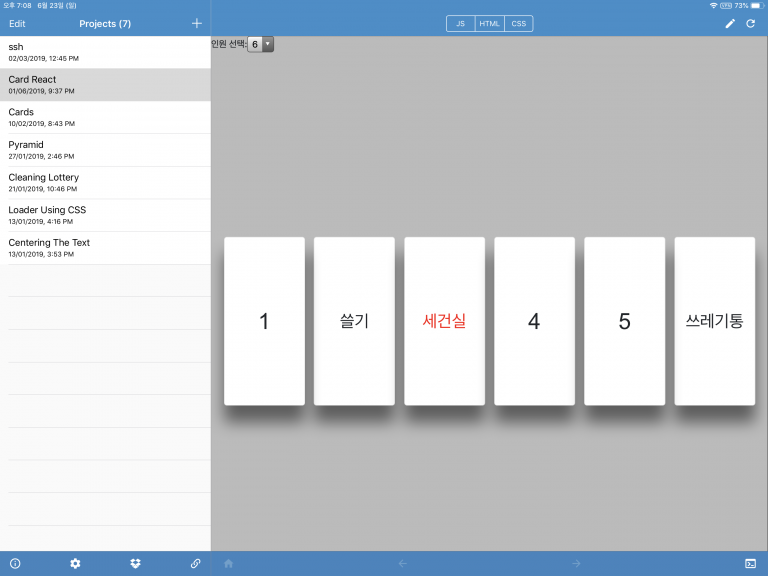 오후 7:08 6월 23일 (일)
VPN 73%
Edit
Projects (7)
JS
HTML
CSS
ssh
02/03/2019, 12:45 PM
Card React
01/06/2019, 9:37 PM
Cards
10/02/2019, 8:43 PM
Pyramid
27/01/2019, 2:46 PM
Cleaning Lottery
21/01/2019, 10:46 PM
Loader Using CSS
13/01/2019, 4:16 PM
Centering The Text
13/01/2019, 3:53 PM
인원 선택: 6
1
쓸기
세건실
4
5
쓰레기통